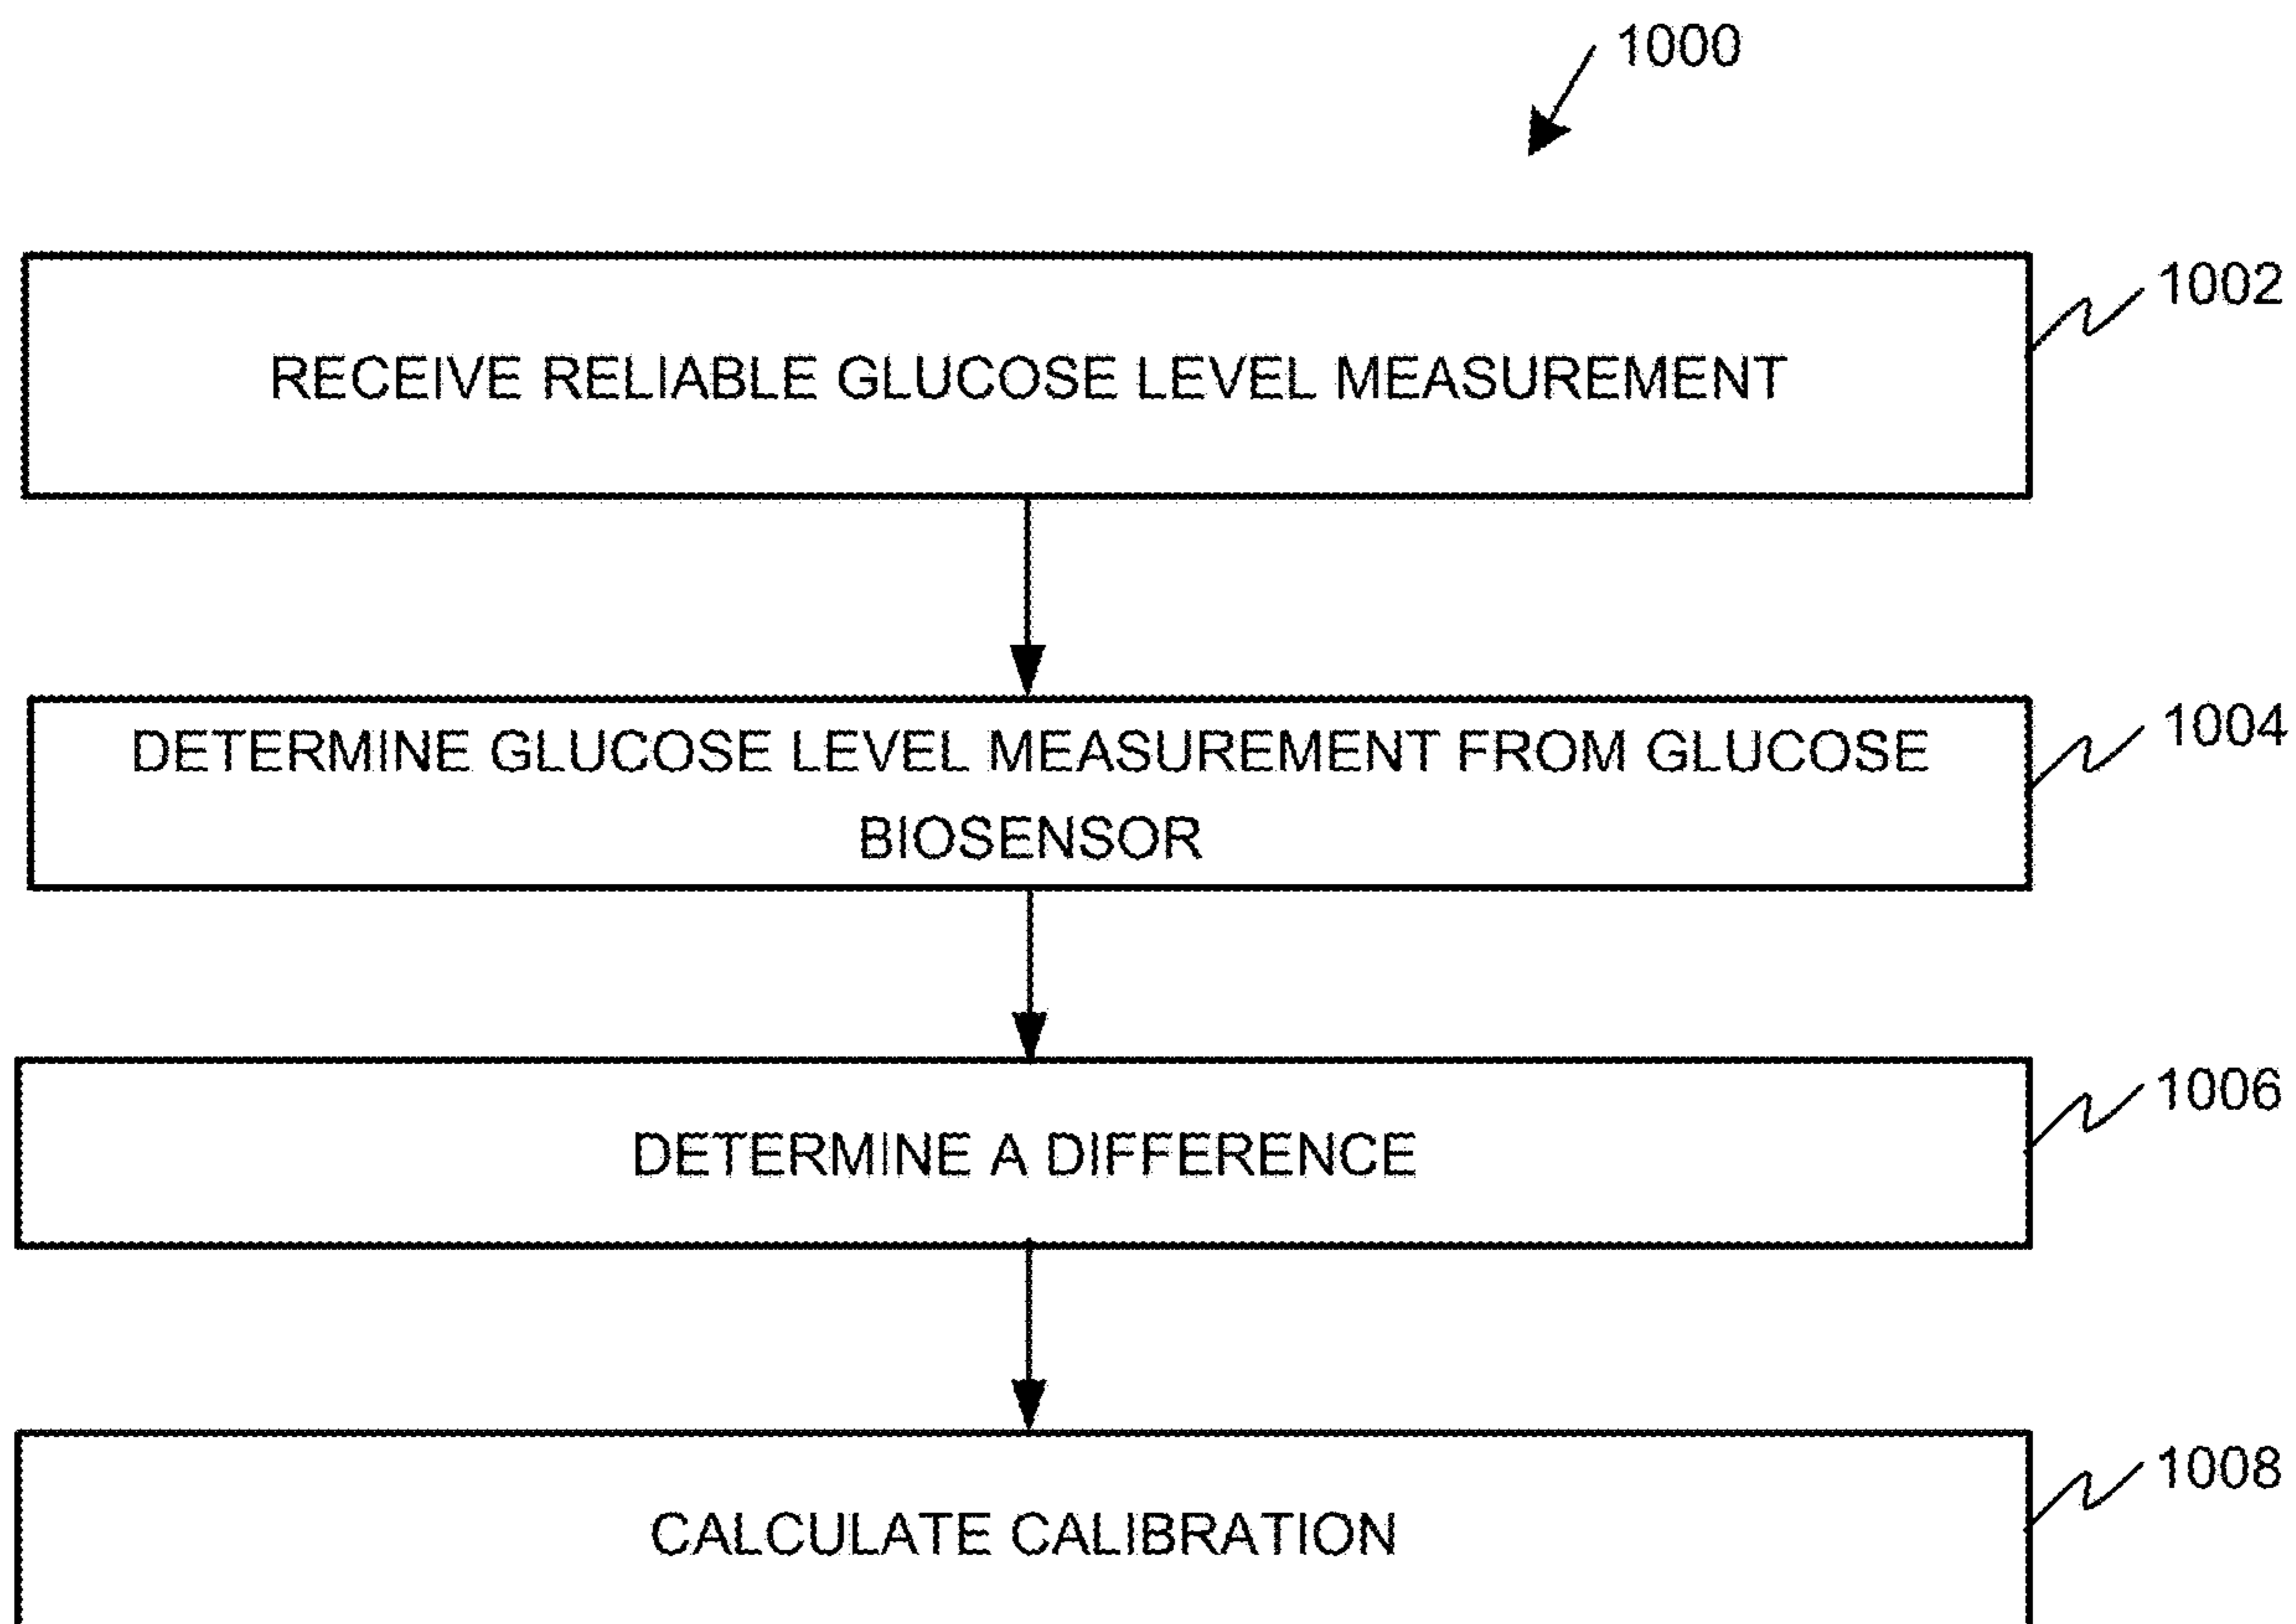 1000
1002
RECEIVE RELIABLE GLUCOSE LEVEL MEASUREMENT
1004
DETERMINE GLUCOSE LEVEL MEASUREMENT FROM GLUCOSE
BIOSENSOR
1006
DETERMINE A DIFFERENCE
1008
CALCULATE CALIBRATION